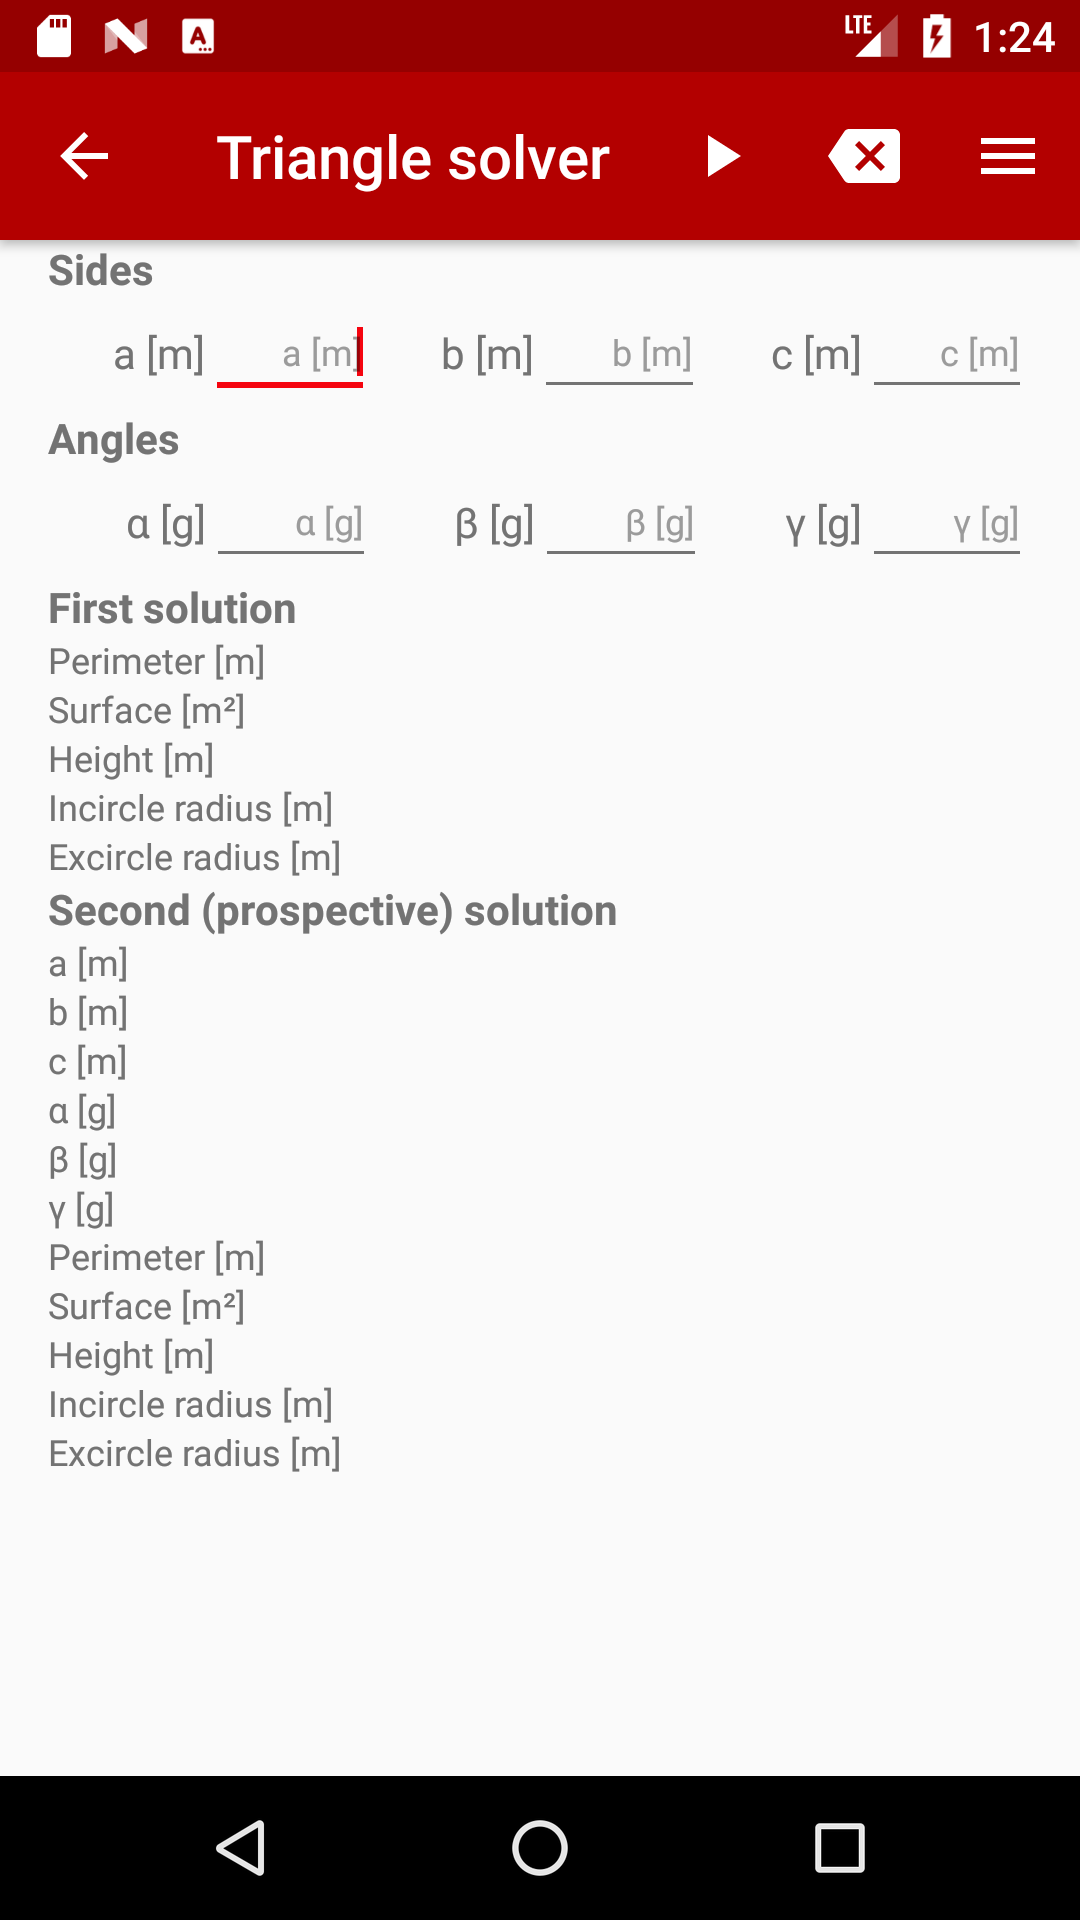 LTE 1:24
Triangle solver
Sides
a [m] a [m] b [m] b [m] c [m] c [m]
Angles
α [g] α [g] β [g] β [g] γ [g] γ [g]
First solution
Perimeter [m]
Surface [m²]
Height [m]
Incircle radius [m]
Excircle radius [m]
Second (prospective) solution
a [m]
b [m]
c [m]
α [g]
β [g]
γ [g]
Perimeter [m]
Surface [m²]
Height [m]
Incircle radius [m]
Excircle radius [m]